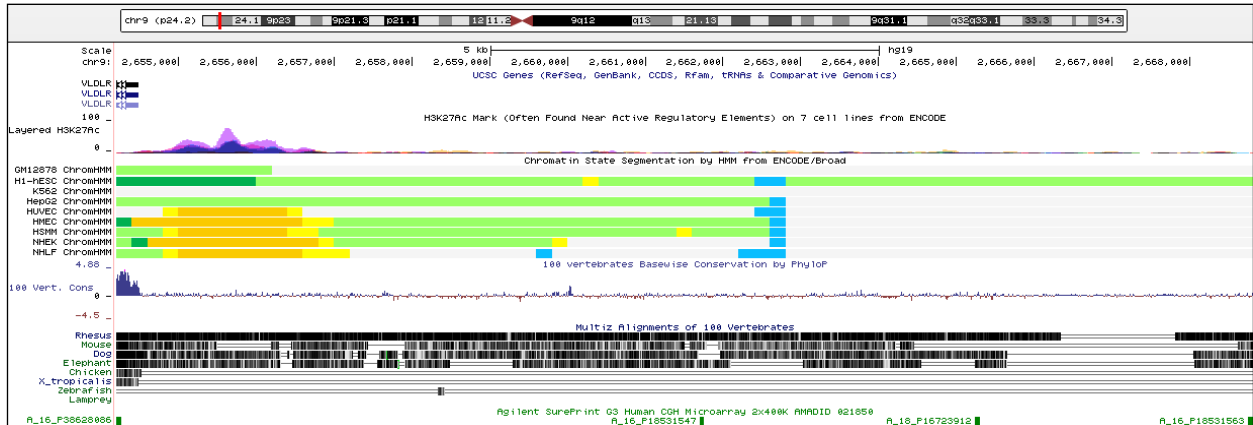 chr9 (p24.2) 24.1 9p23 9p21.3 p21.1 12 11.2 9q12 q13 21.13 9q31.1 q32q33.1 33.3 34.3
Scale 5 kb hg19
chr9: 2,655,000 2,656,000 2,657,000 2,658,000 2,659,000 2,660,000 2,661,000 2,662,000 2,663,000 2,664,000 2,665,000 2,666,000 2,667,000 2,668,000
UCSC Genes (RefSeq, GenBank, CCDS, Rfam, tRNAs & Comparative Genomics)
VLDLR
VLDLR
VLDLR
100 _ H3K27Ac Mark (Often Found Near Active Regulatory Elements) on 7 cell lines from ENCODE
Layered H3K27Ac
0 _
Chromatin State Segmentation by HMM from ENCODE/Broad
GM12878 ChromHMM
H1-hESC ChromHMM
K562 ChromHMM
HepG2 ChromHMM
HUVEC ChromHMM
HMEC ChromHMM
HSMM ChromHMM
NHEK ChromHMM
NHLF ChromHMM
4.88 _ 100 vertebrates Basewise Conservation by PhyloP
100 Vert. Cons
0 _
-4.5 _
Multiz Alignments of 100 Vertebrates
Rhesus
Mouse
Dog
Elephant
Chicken
X_tropicalis
Zebrafish
Lamprey
Agilent SurePrint G3 Human CGH Microarray 2x400K AMADID 021850
A_16_P38628086 A_16_P18531547 A_18_P16723912 A_16_P18531563